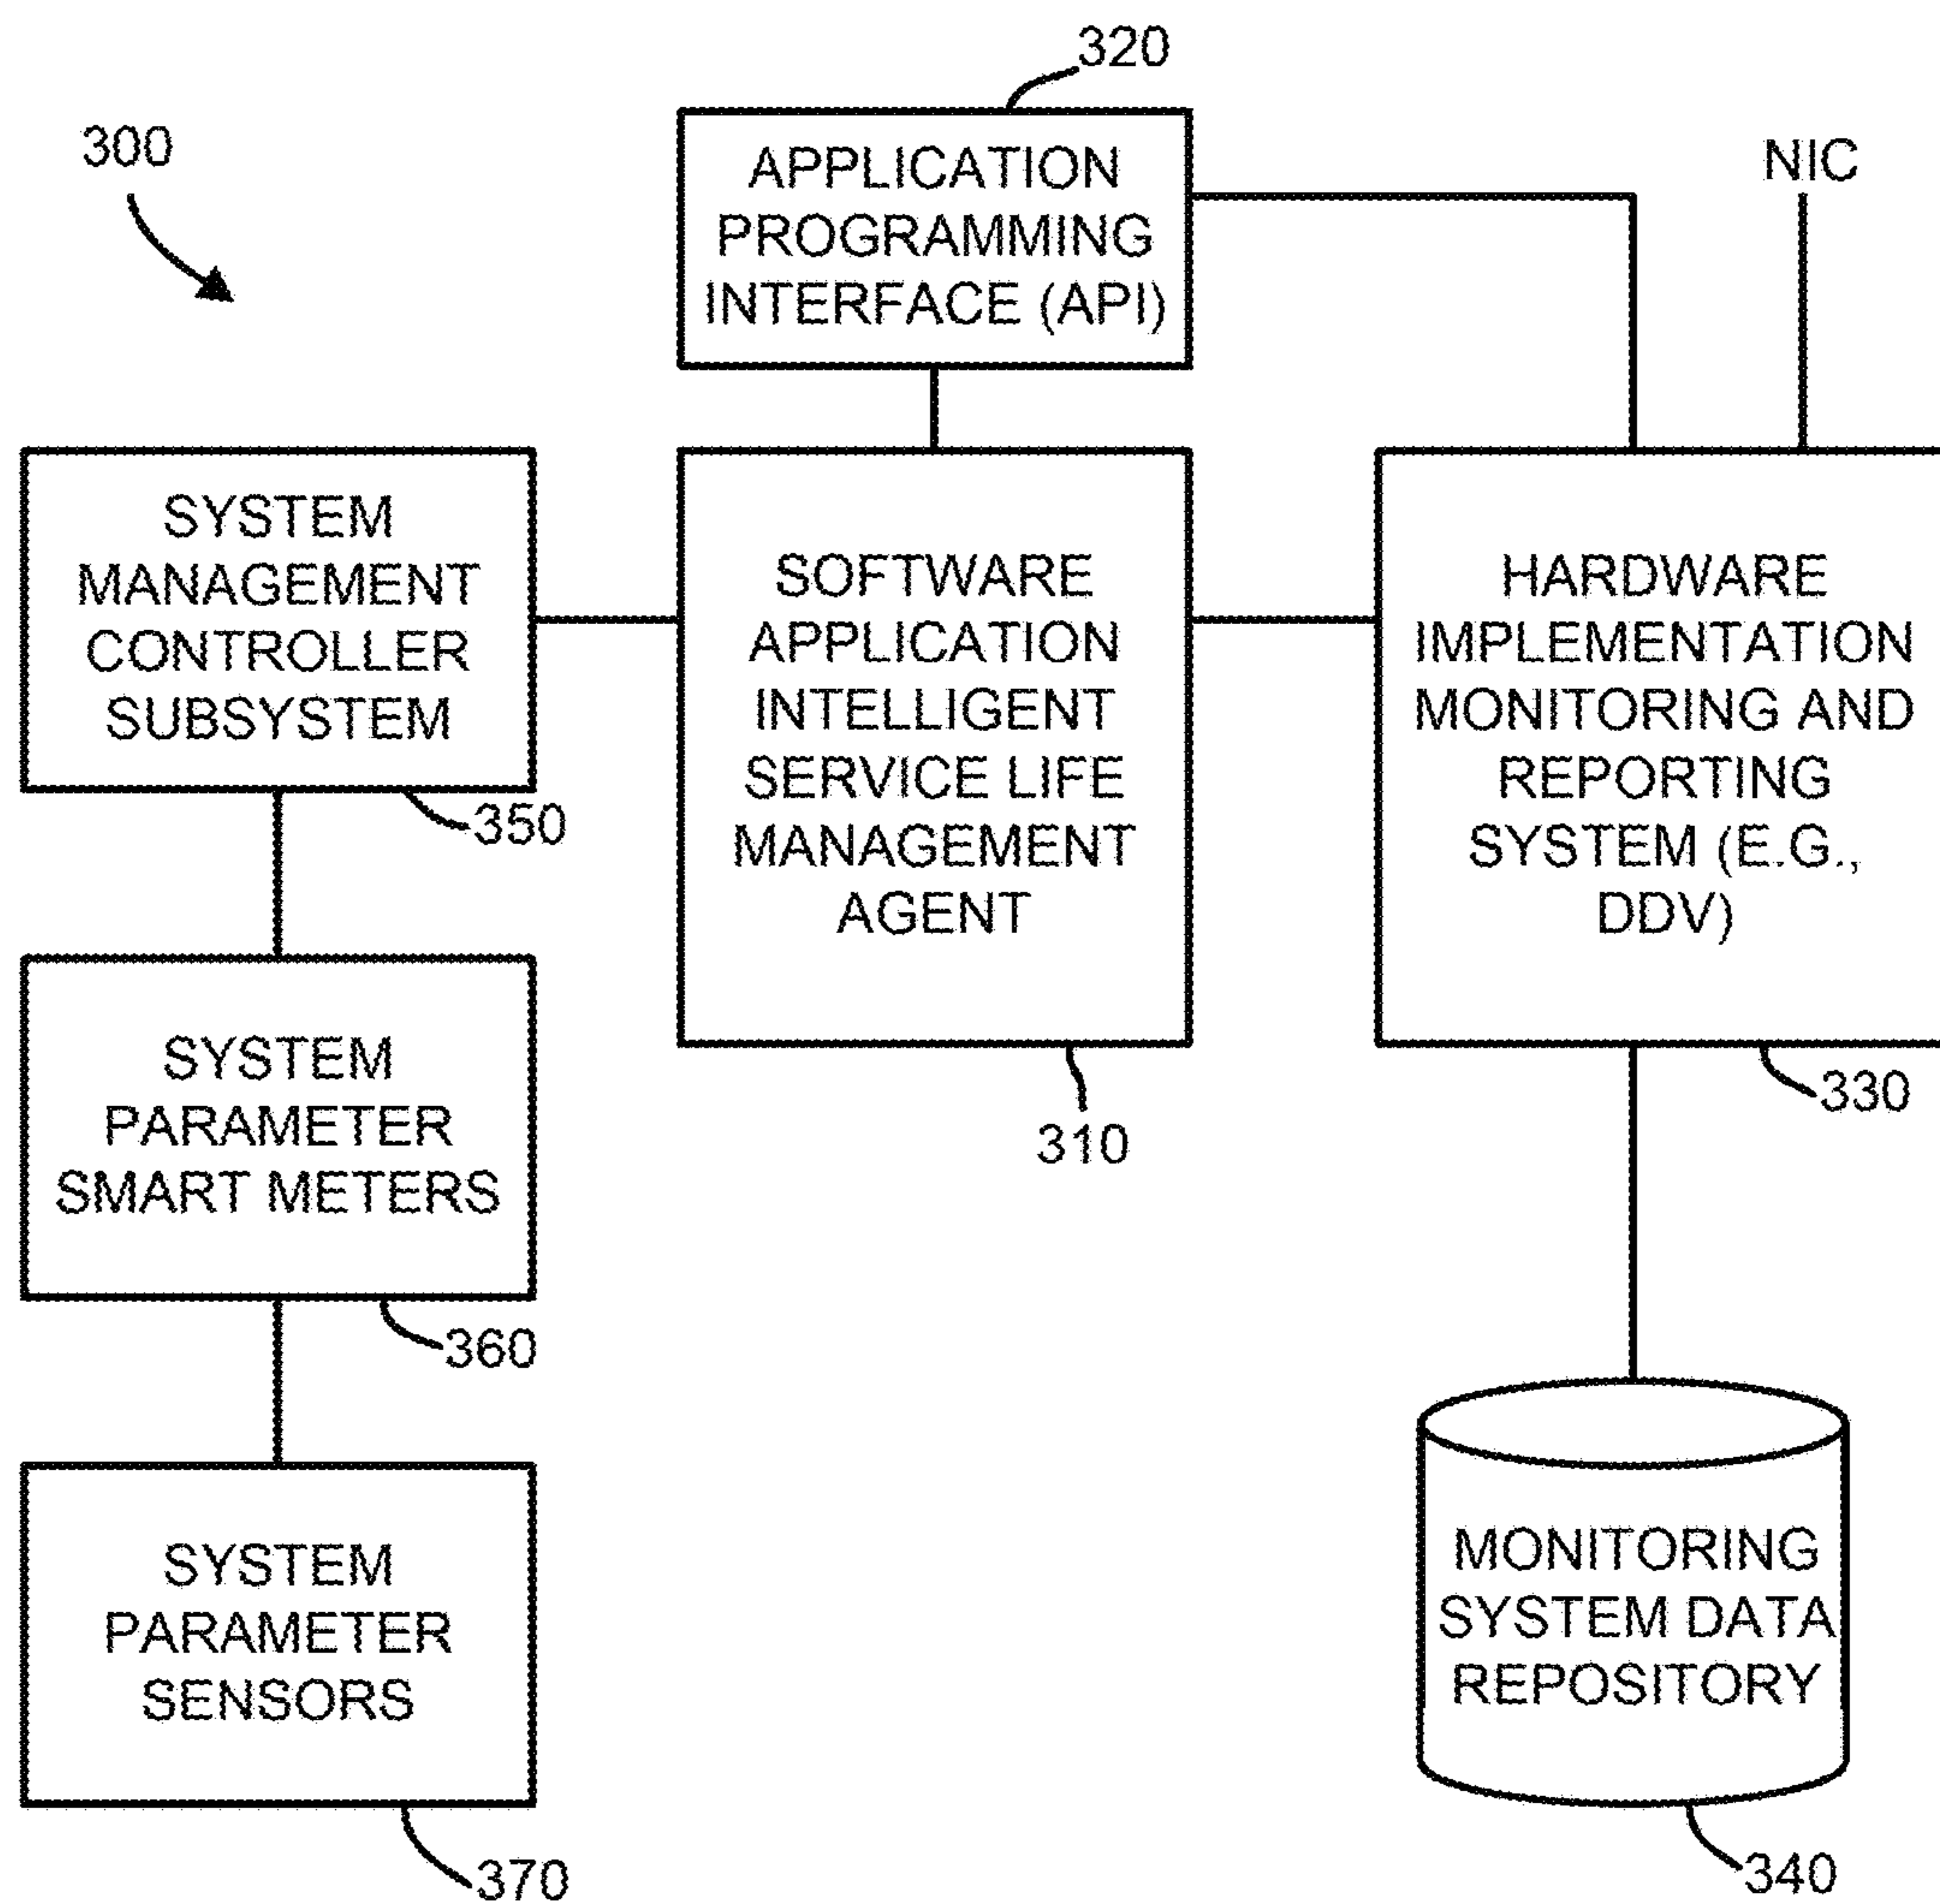 320
300
APPLICATION
PROGRAMMING
INTERFACE (API)
NIC
SYSTEM
MANAGEMENT
CONTROLLER
SUBSYSTEM
350
SOFTWARE
APPLICATION
INTELLIGENT
SERVICE LIFE
MANAGEMENT
AGENT
310
HARDWARE
IMPLEMENTATION
MONITORING AND
REPORTING
SYSTEM (E.G.,
DDV)
330
SYSTEM
PARAMETER
SMART METERS
360
SYSTEM
PARAMETER
SENSORS
370
MONITORING
SYSTEM DATA
REPOSITORY
340